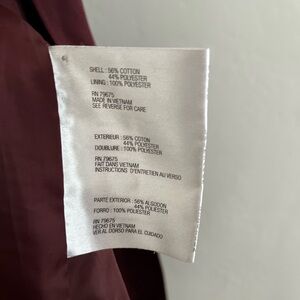 SHELL : 56% COTTON
44% POLYESTER
LINING : 100% POLYESTER
RN 79675
MADE IN VIETNAM
SEE REVERSE FOR CARE.
EXTERIEUR : 56% COTTON
44% POLYESTER
DOUBLURE : 100% POLYESTER
RN 79675
FAIT DANS VIETNAM
INSTRUCTIONS D'ENTRETIEN AU VERSO
PARTE EXTERIOR : 56% ALGODON
44% POLYESTER
FORRO : 100% POLYESTER
RN 79675
HECHO EN VIETNAM
VER AL DORSO PARA EL CUIDADO